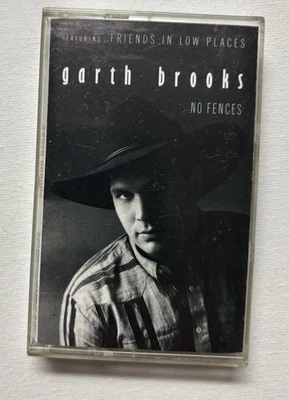 FEATURING: FRIENDS IN LOW PLACES
garth brooks
NO FENCES